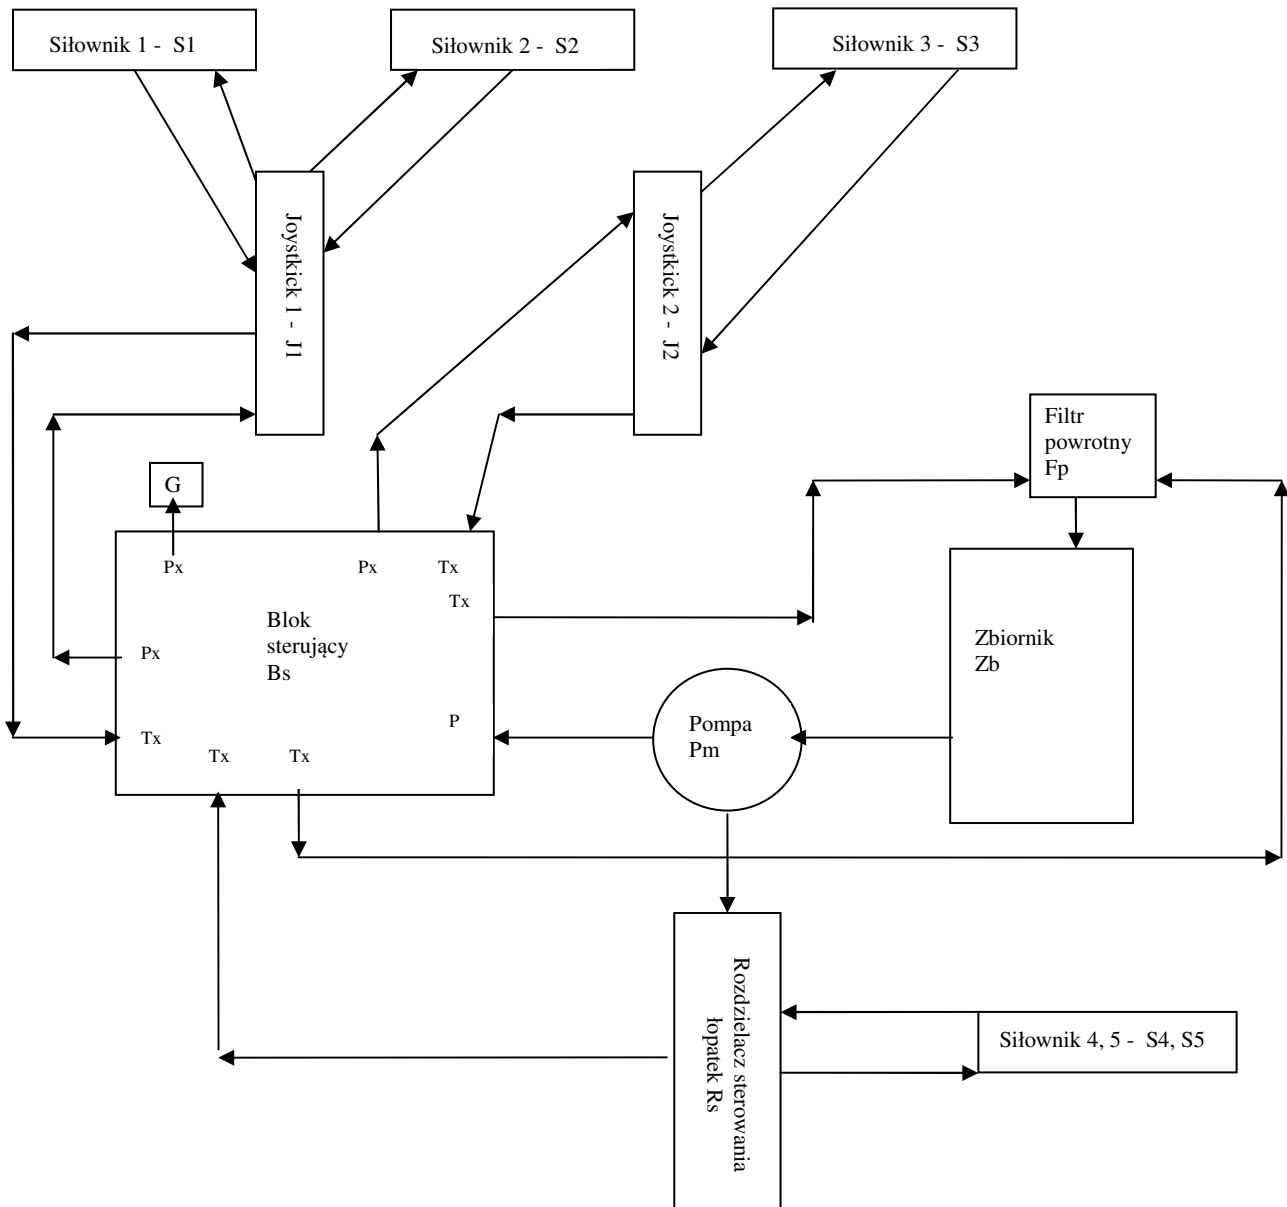 Siłownik 1 - S1
Siłownik 2 - S2
Siłownik 3 - S3
Joystkick 1 - J1
Joystkick 2 - J2
Filtr
powrotny
Fp
G
Px
Px
Tx
Tx
Blok
sterujący
Bs
Px
Zbiornik
Zb
P
Pompa
Pm
Tx
Tx
Tx
Rozdzielacz sterowania
łopatek Rs
Siłownik 4, 5 - S4, S5